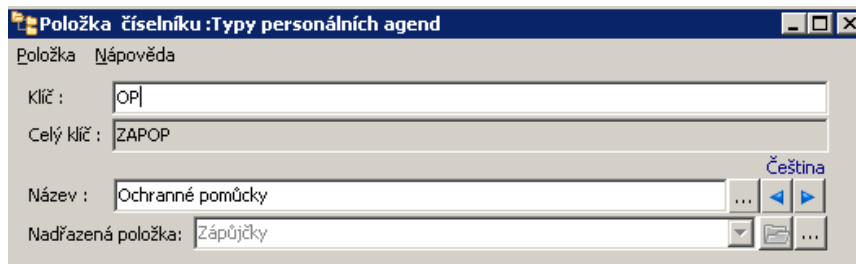 Položka číselníku :Typy personálních agend
Položka Nápověda
Klíč : OP
Celý klíč : ZAPOP
Čeština
Název : Ochranné pomůcky ...
Nadřazená položka: Zápůjčky ...